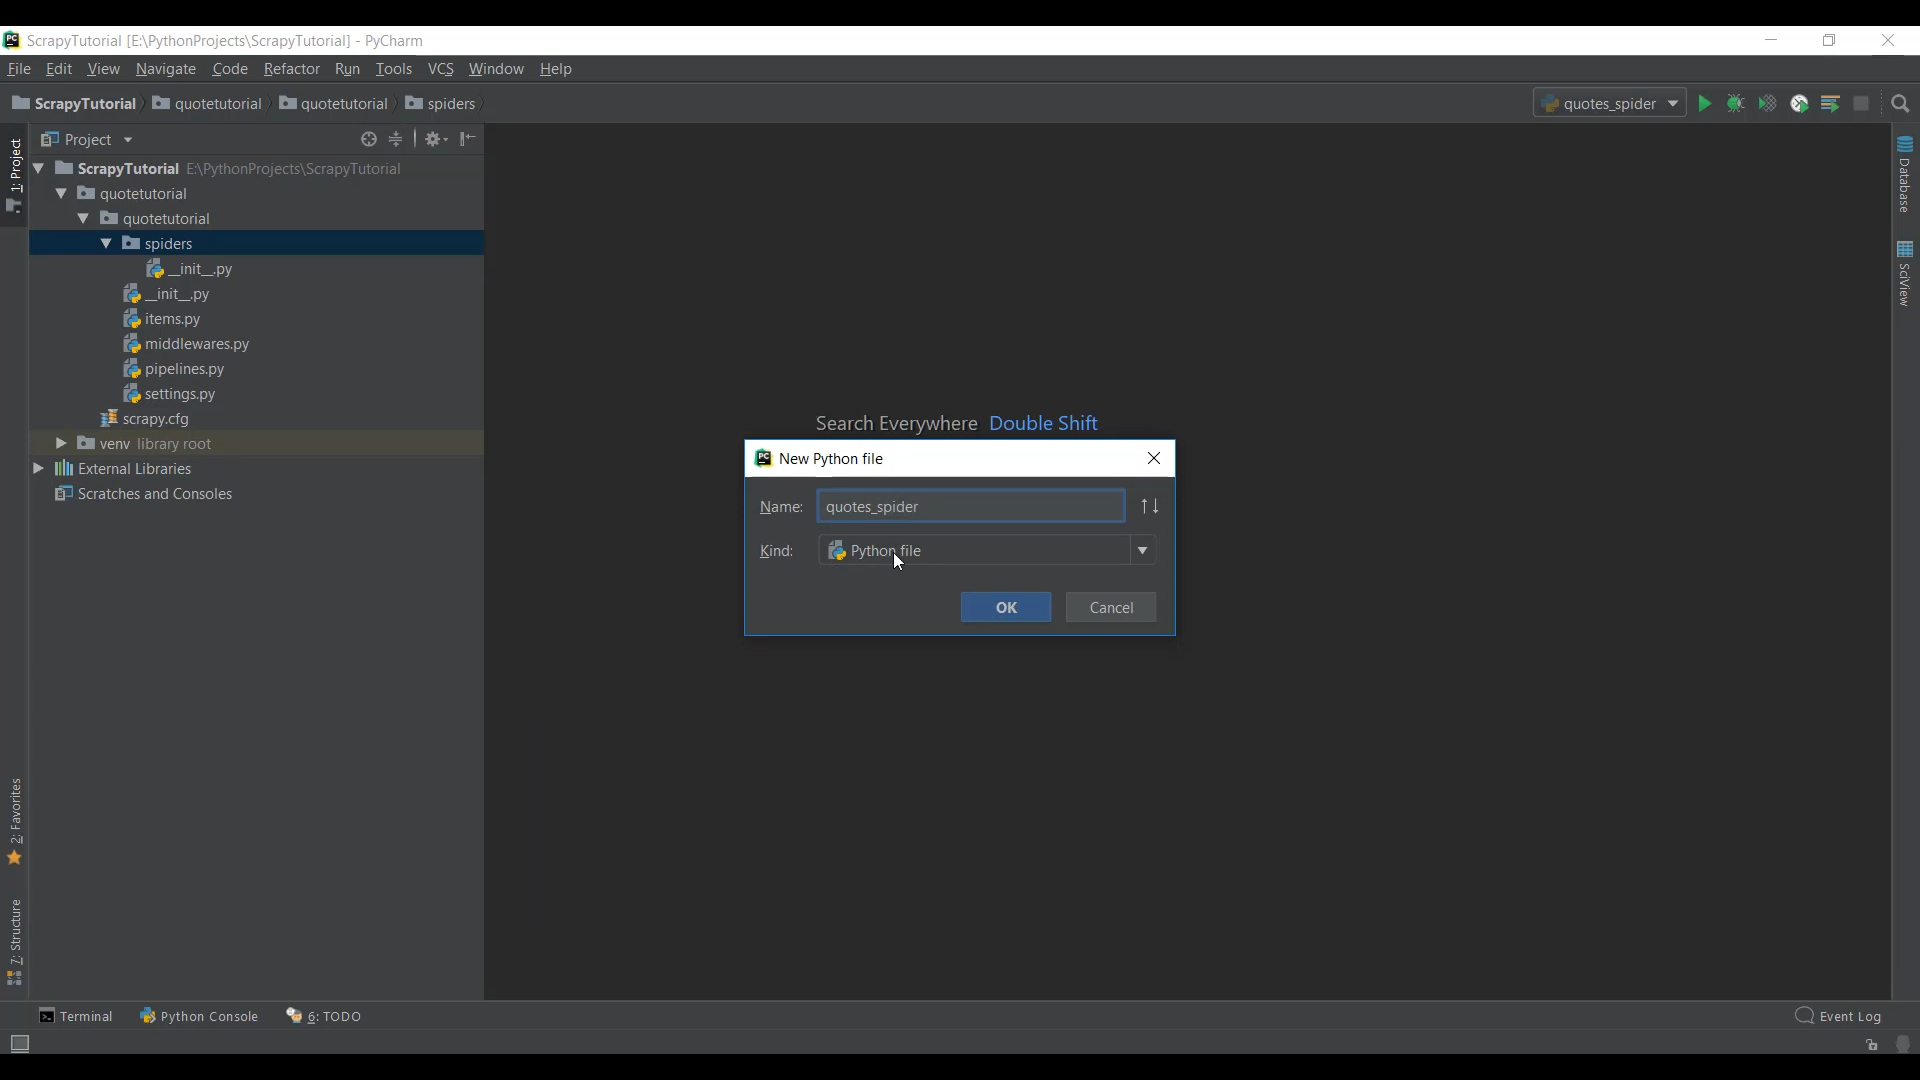 ScrapyTutorial [E:\PythonProjects\ScrapyTutorial] - PyCharm
File Edit View Navigate Code Refactor Run Tools VCS Window Help
ScrapyTutorial quotetutorial quotetutorial spiders quotes_spider
Project
1: Project
ScrapyTutorial E:\PythonProjects\ScrapyTutorial
quotetutorial
quotetutorial
spiders
__init__.py
__init__.py
items.py
middlewares.py
pipelines.py
settings.py
scrapy.cfg
venv library root
External Libraries
Scratches and Consoles
Search Everywhere Double Shift
New Python file
Name: quotes_spider
Kind: Python file
OK Cancel
Database
SciView
2: Favorites
7: Structure
Terminal Python Console 6: TODO Event Log